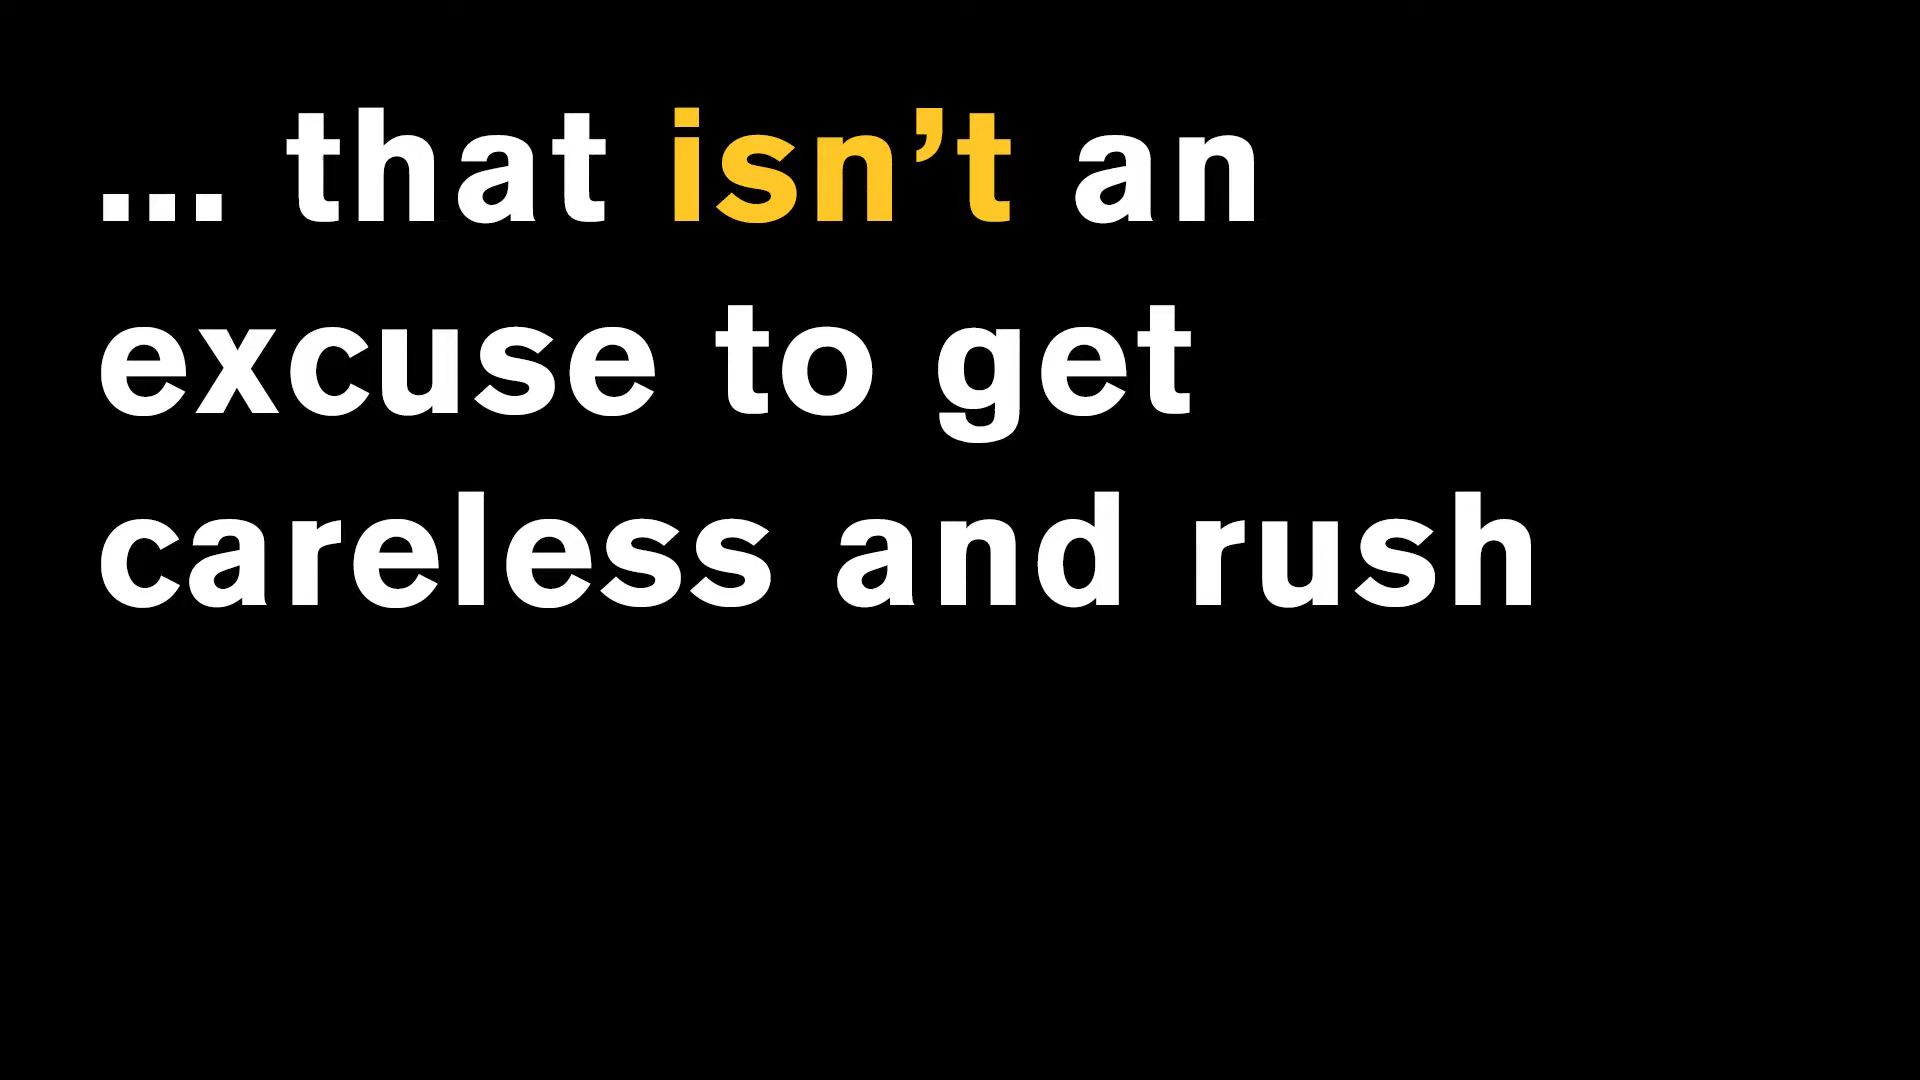 ... that isn’t an
excuse to get
careless and rush